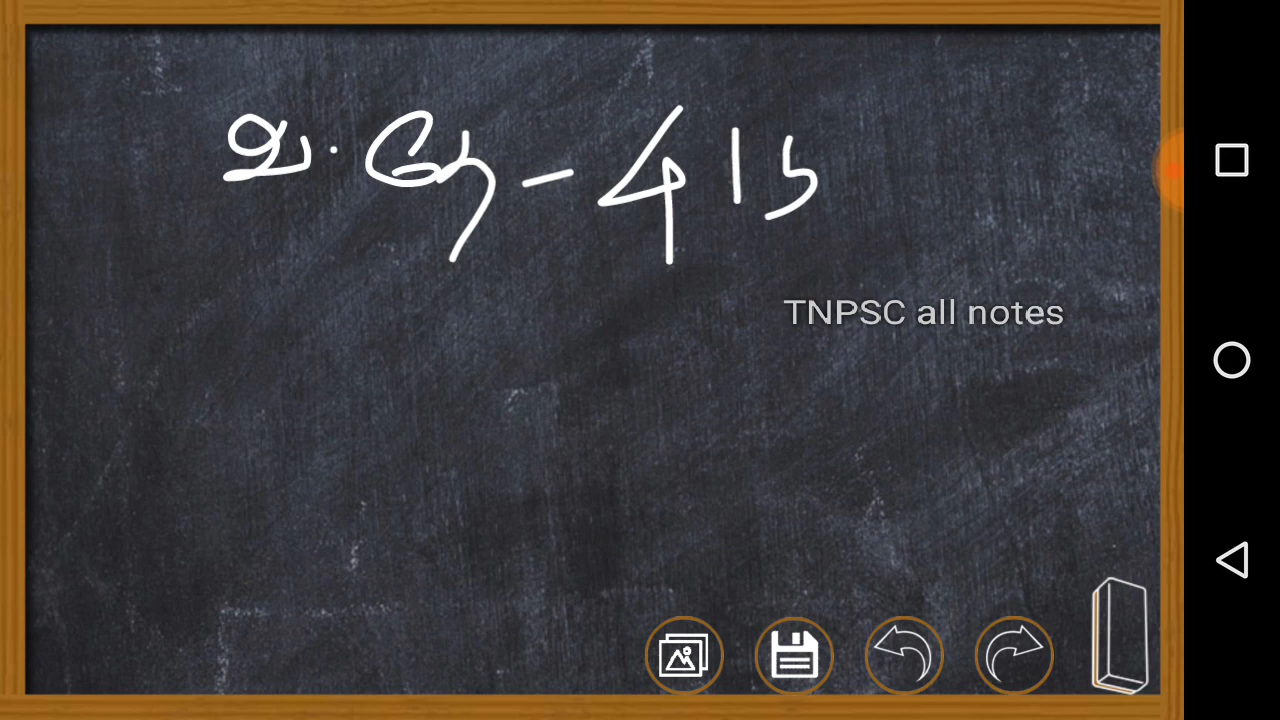 வ. சே - 415
TNPSC all notes